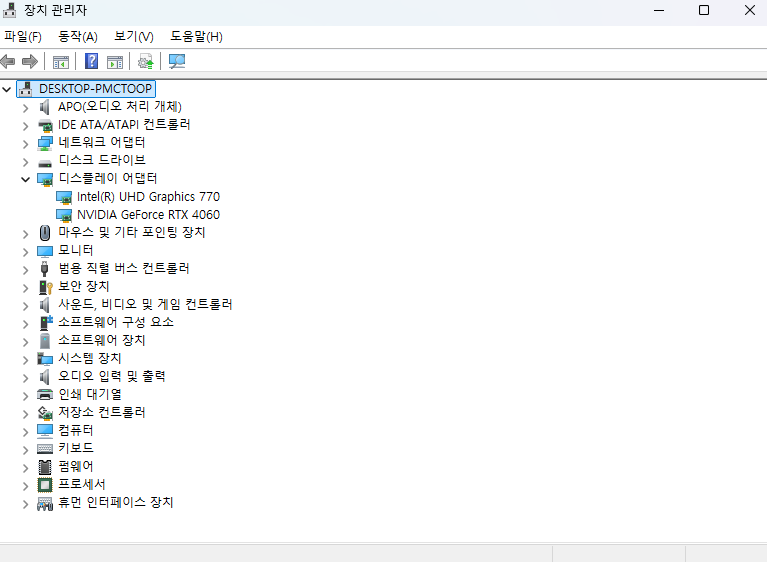 장치 관리자
파일(F) 동작(A) 보기(V) 도움말(H)
DESKTOP-PMCTOOP
APO(오디오 처리 개체)
IDE ATA/ATAPI 컨트롤러
네트워크 어댑터
디스크 드라이브
디스플레이 어댑터
Intel(R) UHD Graphics 770
NVIDIA GeForce RTX 4060
마우스 및 기타 포인팅 장치
모니터
범용 직렬 버스 컨트롤러
보안 장치
사운드, 비디오 및 게임 컨트롤러
소프트웨어 구성 요소
소프트웨어 장치
시스템 장치
오디오 입력 및 출력
인쇄 대기열
저장소 컨트롤러
컴퓨터
키보드
펌웨어
프로세서
휴먼 인터페이스 장치